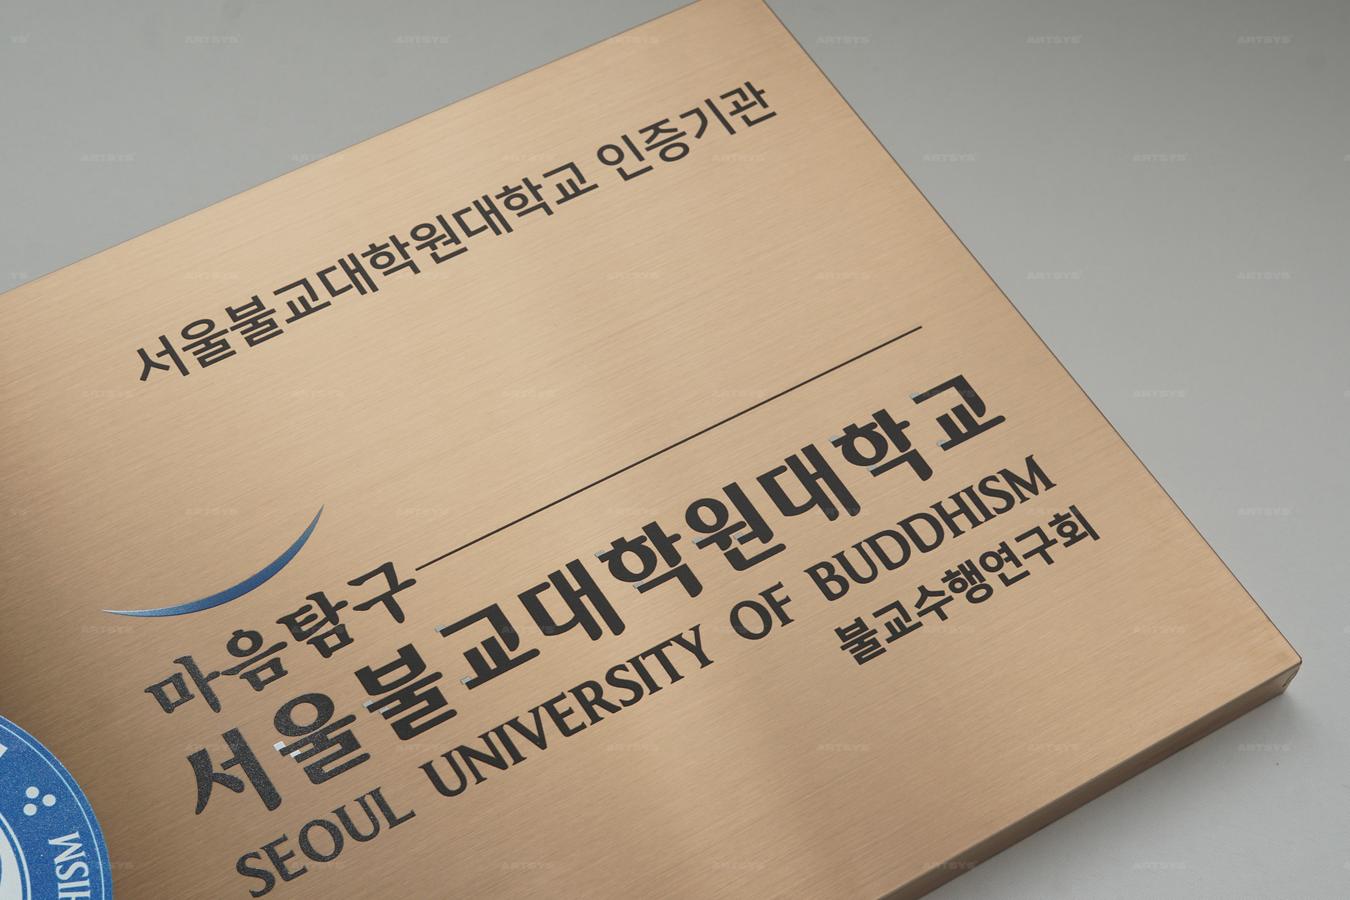 서울불교대학원대학교 인증기관
마음탐구
서울불교대학원대학교
SEOUL UNIVERSITY OF BUDDHISM
불교수행연구회
HISM
ARTSYS